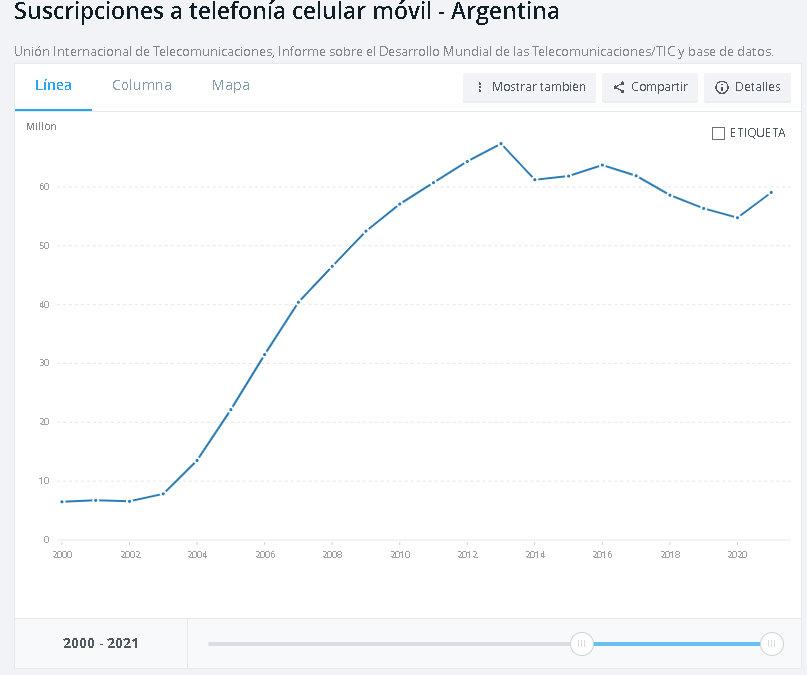 Suscripciones a telefonía celular móvil - Argentina
Unión Internacional de Telecomunicaciones, Informe sobre el Desarrollo Mundial de las Telecomunicaciones/TIC y base de datos.
Línea Columna Mapa Mostrar también Compartir Detalles
Millon
ETIQUETA
60
50
40
30
20
10
0
2000 2002 2004 2006 2008 2010 2012 2014 2016 2018 2020
2000 - 2021